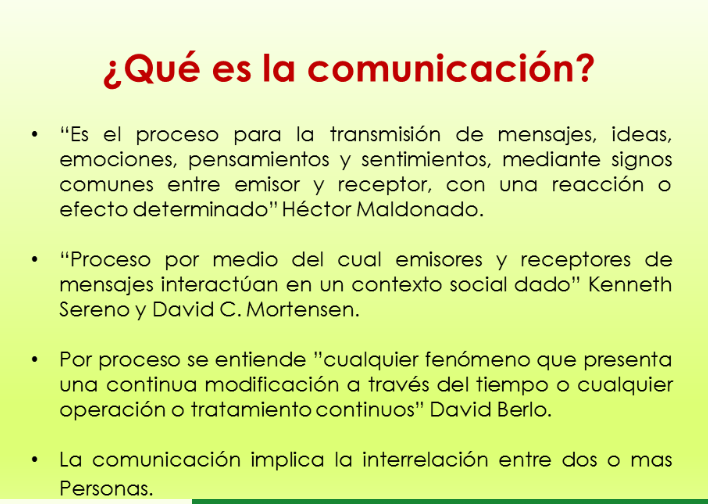 ¿Qué es la comunicación?
• “Es el proceso para la transmisión de mensajes, ideas,
emociones, pensamientos y sentimientos, mediante signos
comunes entre emisor y receptor, con una reacción o
efecto determinado” Héctor Maldonado.
• “Proceso por medio del cual emisores y receptores de
mensajes interactúan en un contexto social dado” Kenneth
Sereno y David C. Mortensen.
• Por proceso se entiende ”cualquier fenómeno que presenta
una continua modificación a través del tiempo o cualquier
operación o tratamiento continuos” David Berlo.
• La comunicación implica la interrelación entre dos o mas
Personas.